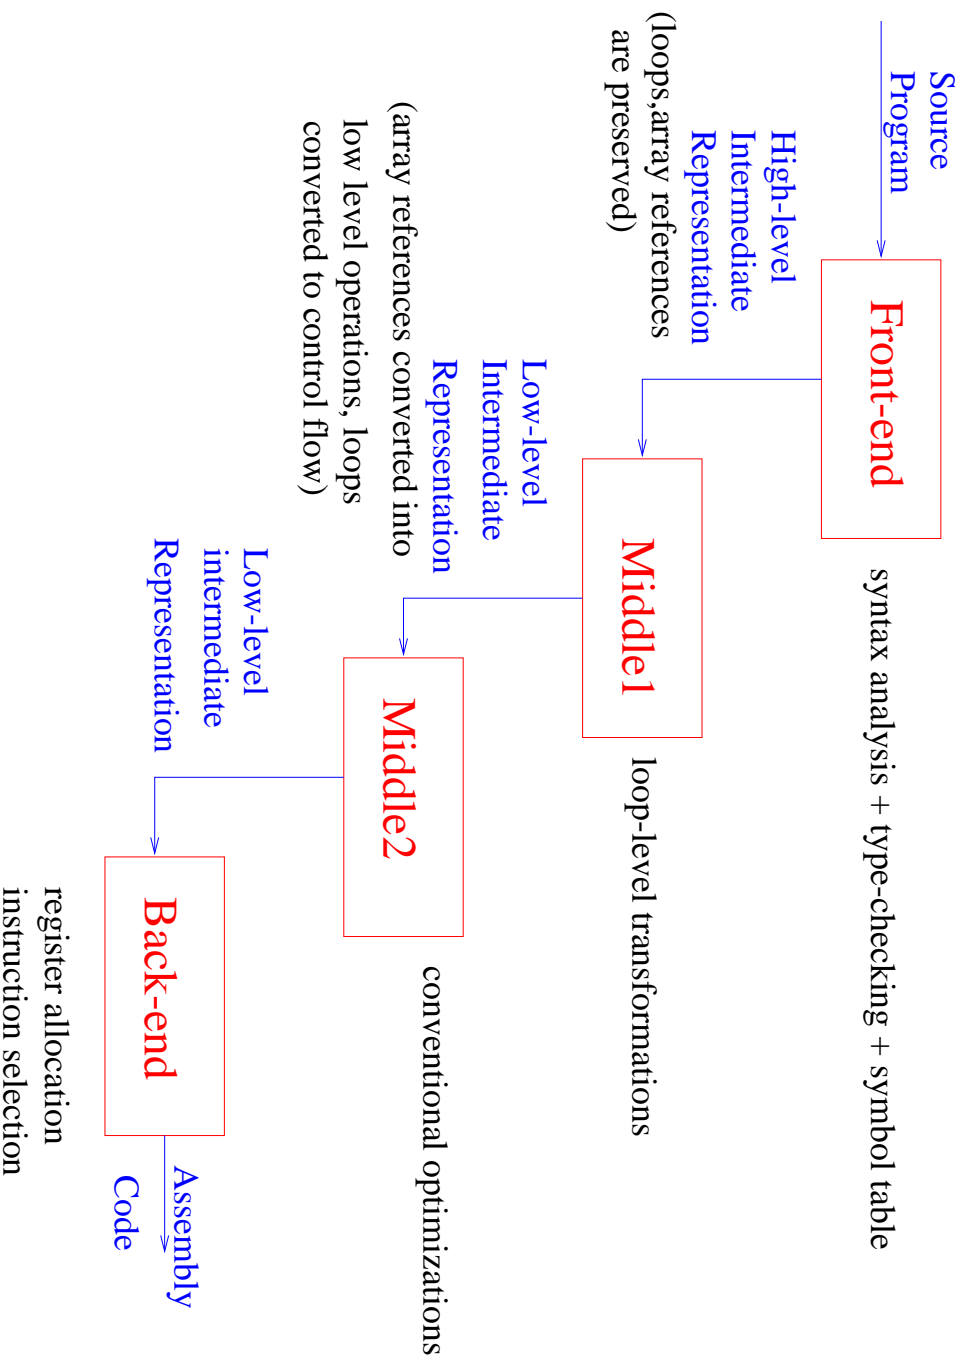 Source
Program
Front-end
syntax analysis + type-checking + symbol table
High-level
Intermediate
Representation
(loops,array references
are preserved)
Middle1
loop-level transformations
Low-level
Intermediate
Representation
(array references converted into
low level operations, loops
converted to control flow)
Middle2
conventional optimizations
Low-level
intermediate
Representation
Back-end
Assembly
Code
register allocation
instruction selection